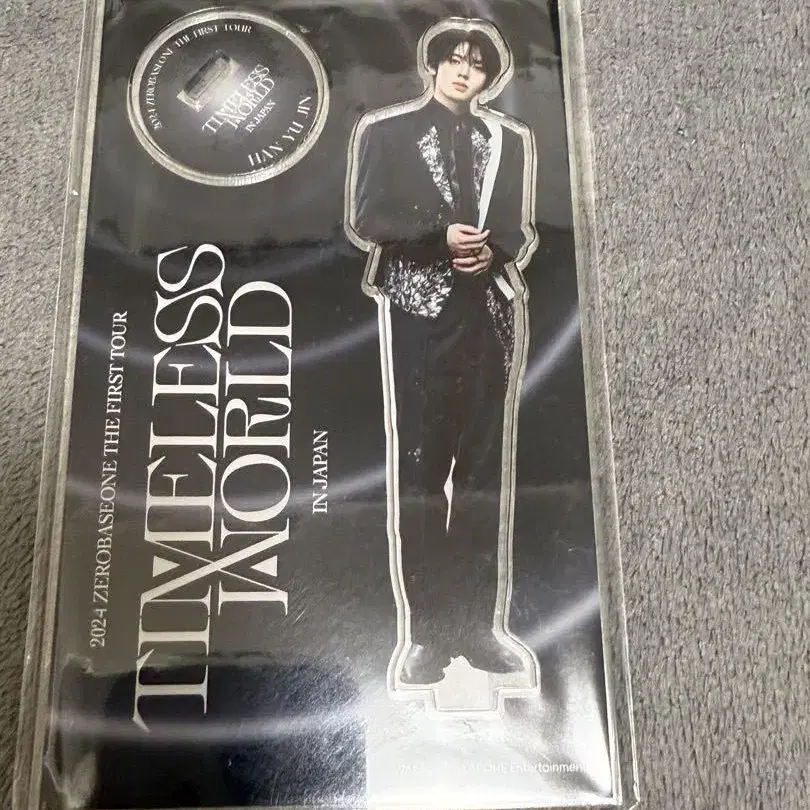 2024 ZEROBASEONE THE FIRST TOUR
TIMELESS
WORLD
IN JAPAN
HAN YU JIN
2024 ZEROBASEONE THE FIRST TOUR
TIMELESS
WORLD
IN JAPAN
Entertainment